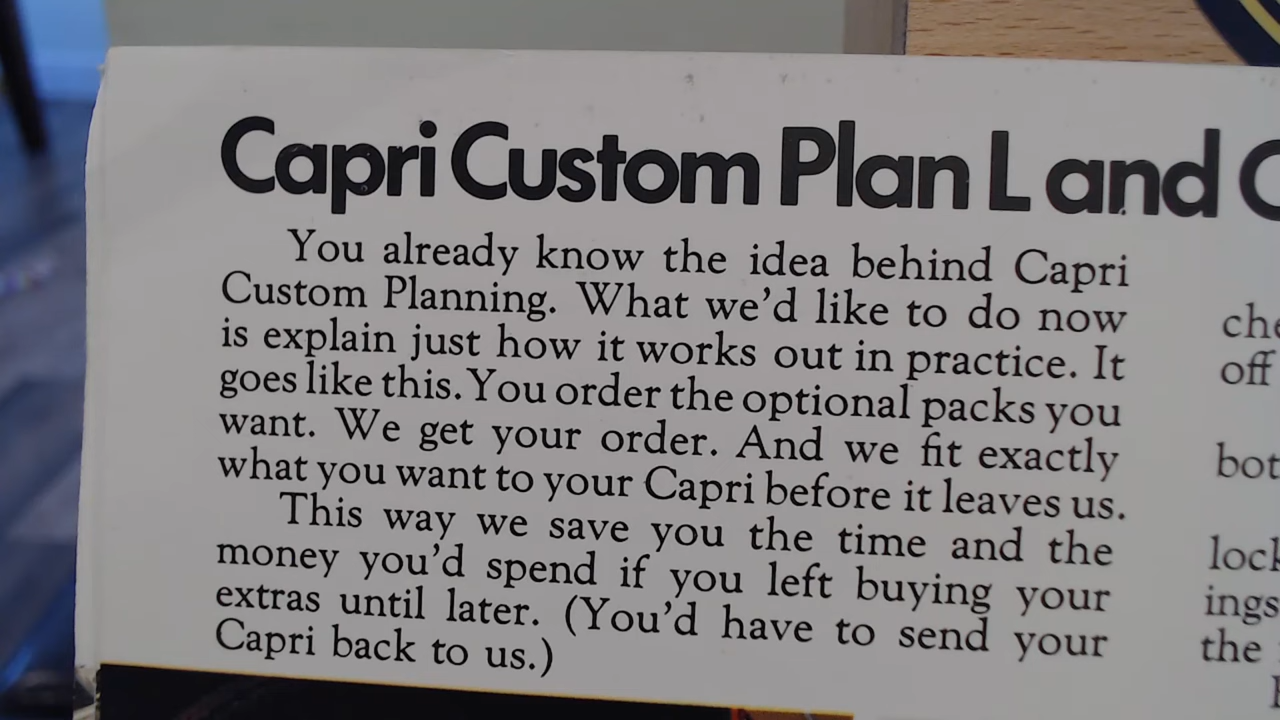 Capri Custom Plan L and
You already know the idea behind Capri
Custom Planning. What we'd like to do now
is explain just how it works out in practice. It
goes like this. You order the optional packs you
want. We get your order. And we fit exactly
what you want to your Capri before it leaves us.
This way we save you the time and the
money you'd spend if you left buying your
extras until later. (You'd have to send your
Capri back to us.)
off
ings
the